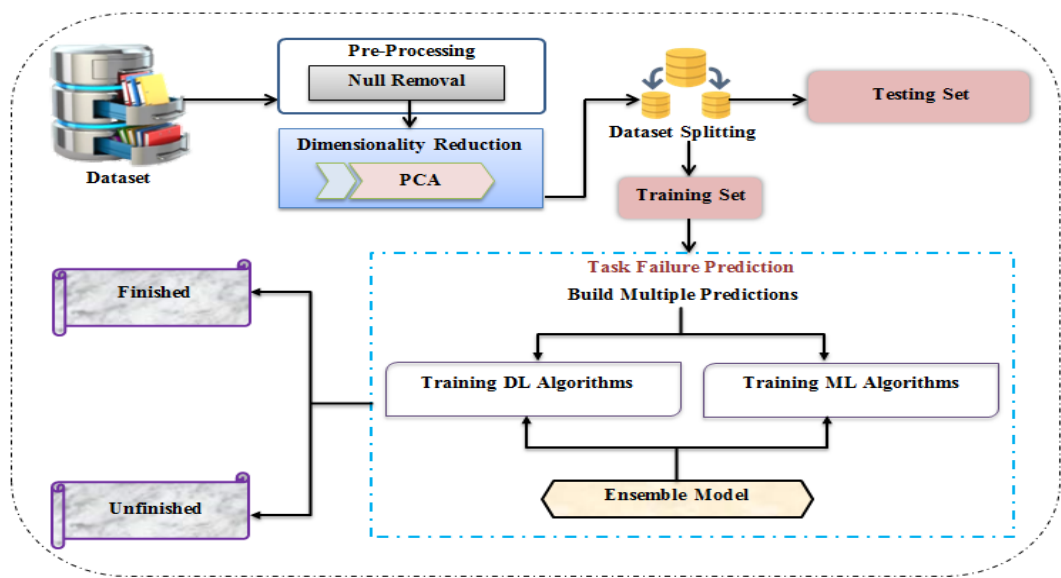 Pre-Processing
Null Removal
Dataset
Dimensionality Reduction
PCA
Dataset Splitting
Testing Set
Training Set
Task Failure Prediction
Build Multiple Predictions
Training DL Algorithms
Training ML Algorithms
Ensemble Model
Finished
Unfinished